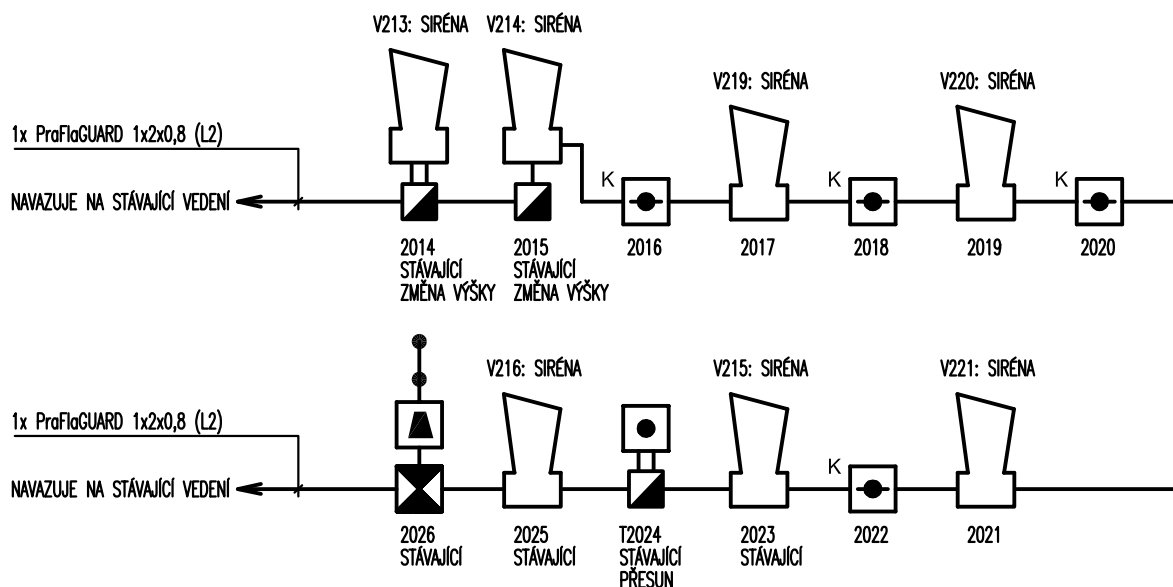 V213: SIRÉNA
V214: SIRÉNA
V219: SIRÉNA
V220: SIRÉNA
1x PraFlaGUARD 1x2x0,8 (L2)
K
K
K
NAVAZUJE NA STÁVAJÍCÍ VEDENÍ
2014
STÁVAJÍCÍ
ZMĚNA VÝŠKY
2015
STÁVAJÍCÍ
ZMĚNA VÝŠKY
2016
2017
2018
2019
2020
V216: SIRÉNA
V215: SIRÉNA
V221: SIRÉNA
1x PraFlaGUARD 1x2x0,8 (L2)
K
NAVAZUJE NA STÁVAJÍCÍ VEDENÍ
2026
STÁVAJÍCÍ
2025
STÁVAJÍCÍ
T2024
STÁVAJÍCÍ
PŘESUN
2023
STÁVAJÍCÍ
2022
2021